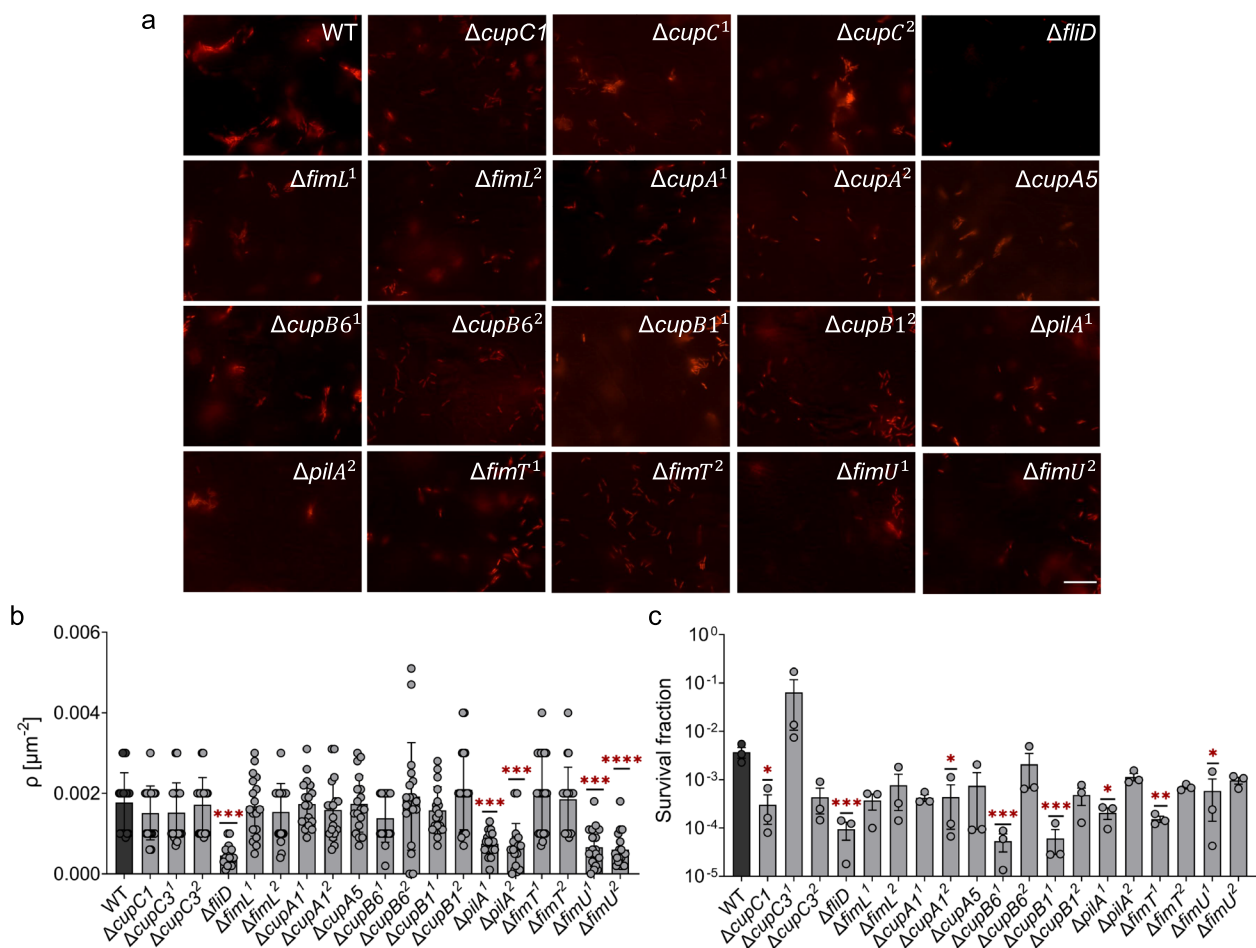 a
WT ΔcupC1 ΔcupC¹ ΔcupC² ΔfliD
ΔfimL¹ ΔfimL² ΔcupA¹ ΔcupA² ΔcupA5
ΔcupB6¹ ΔcupB6² ΔcupB1¹ ΔcupB1² ΔpilA¹
ΔpilA² ΔfimT¹ ΔfimT² ΔfimU¹ ΔfimU²
b
ρ [μm⁻²]
0.006
0.004
0.002
0.000
*** *** *** *** ****
WT ΔcupC1 ΔcupC3¹ ΔcupC3² ΔfliD ΔfimL¹ ΔfimL² ΔcupA1¹ ΔcupA1² ΔcupA5 ΔcupB6¹ ΔcupB6² ΔcupB1¹ ΔcupB1² ΔpilA¹ ΔpilA² ΔfimT¹ ΔfimT² ΔfimU¹ ΔfimU²
c
Survival fraction
10⁰
10⁻¹
10⁻²
10⁻³
10⁻⁴
10⁻⁵
* *** * *** *** * ** *
WT ΔcupC1 ΔcupC3¹ ΔcupC3² ΔfliD ΔfimL¹ ΔfimL² ΔcupA1¹ ΔcupA1² ΔcupA5 ΔcupB6¹ ΔcupB6² ΔcupB1¹ ΔcupB1² ΔpilA¹ ΔpilA² ΔfimT¹ ΔfimT² ΔfimU¹ ΔfimU²